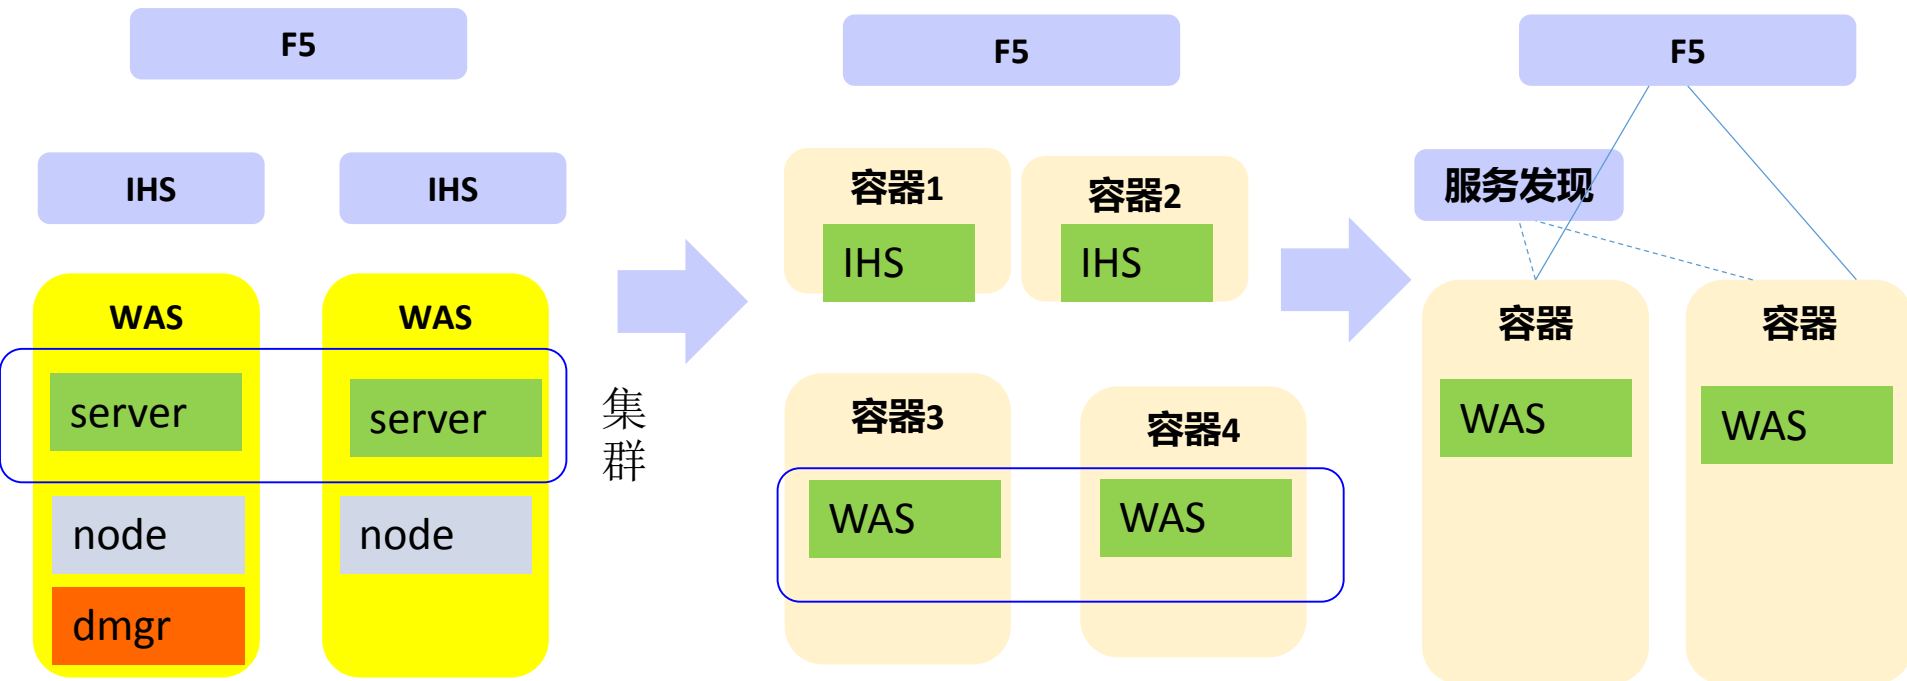 F5
IHS
IHS
WAS
WAS
server
server
node
node
dmgr
集
群
F5
容器1
容器2
IHS
IHS
容器3
容器4
WAS
WAS
F5
服务发现
容器
容器
WAS
WAS